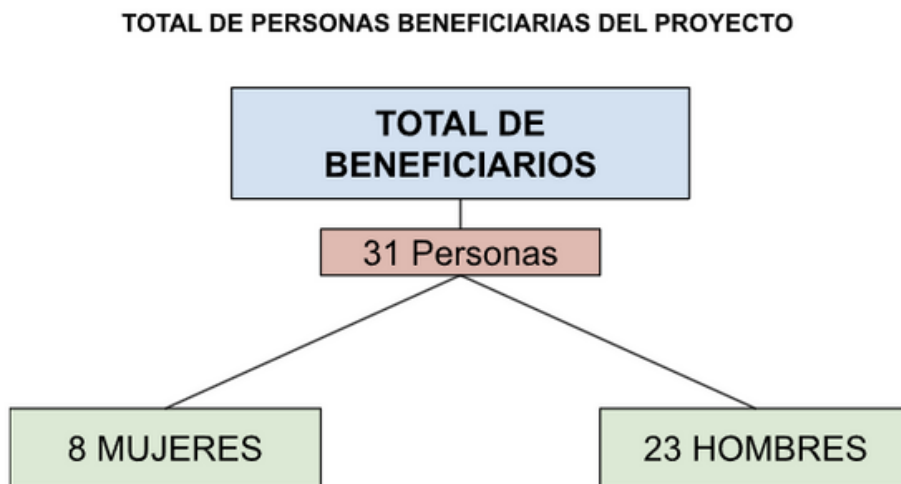 TOTAL DE PERSONAS BENEFICIARIAS DEL PROYECTO
TOTAL DE
BENEFICIARIOS
31 Personas
8 MUJERES
23 HOMBRES